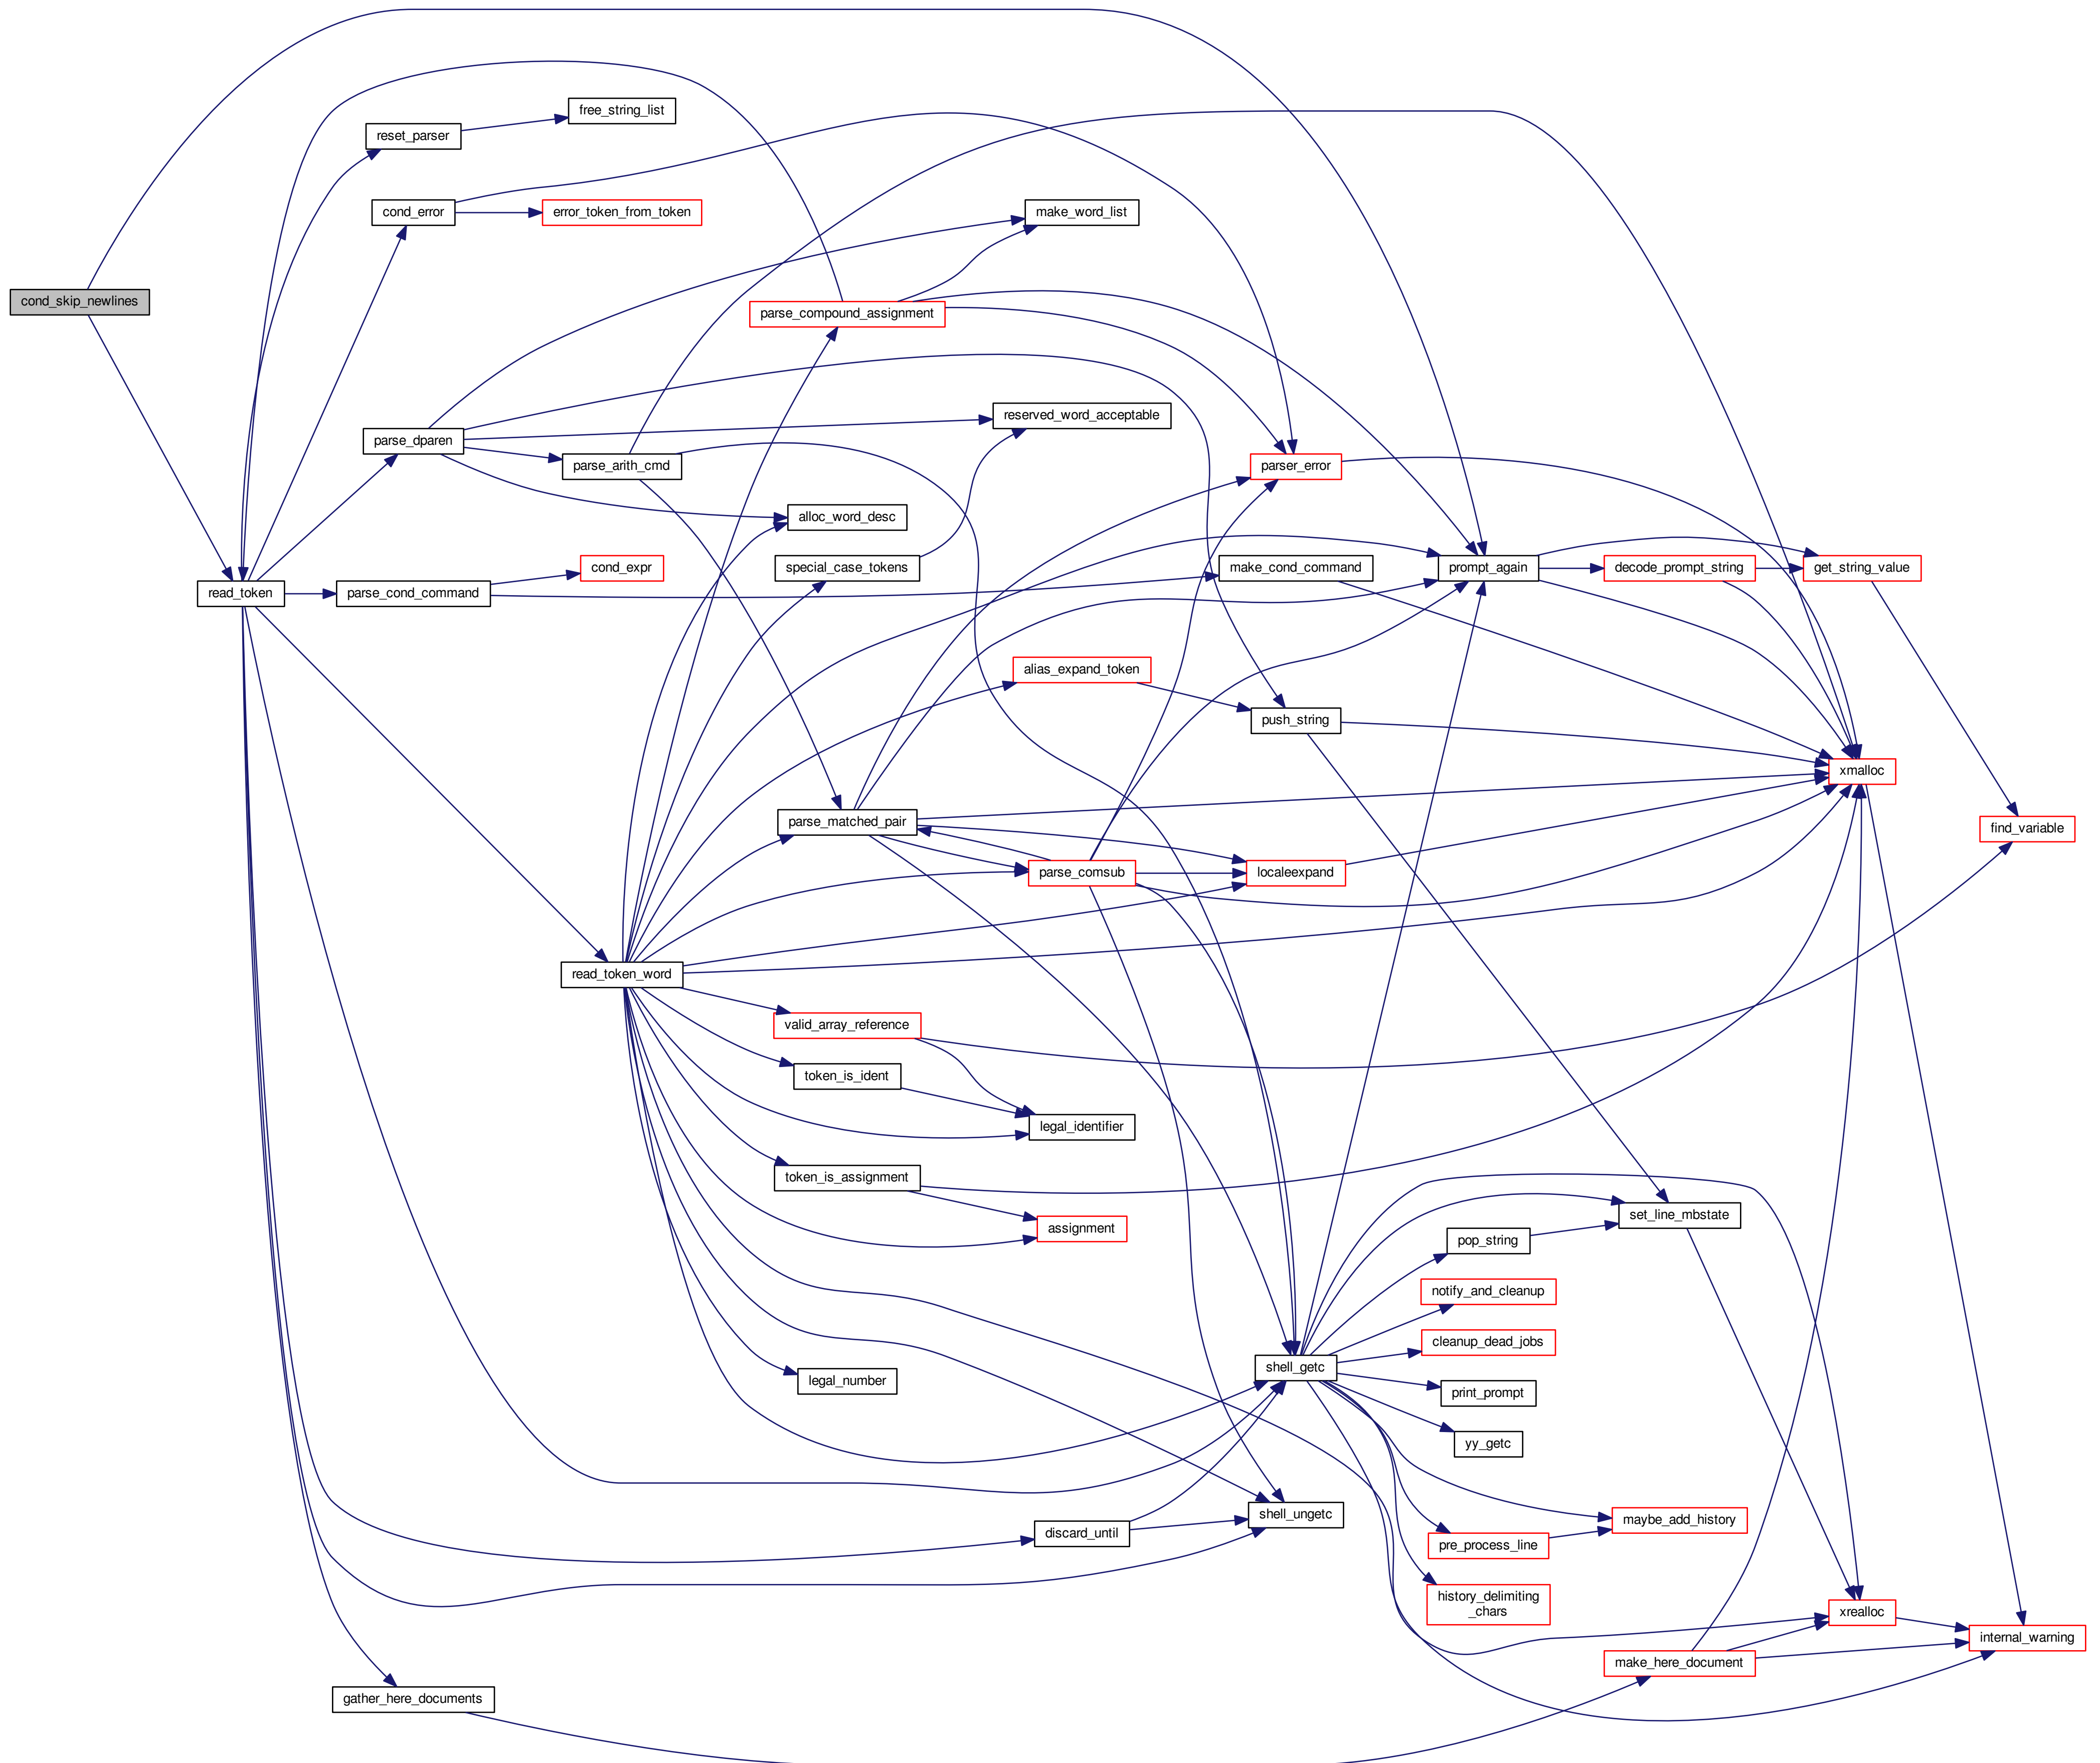 free_string_list
reset_parser
cond_error
error_token_from_token
make_word_list
cond_skip_newlines
parse_compound_assignment
reserved_word_acceptable
parse_dparen
parse_arith_cmd
parser_error
alloc_word_desc
special_case_tokens
cond_expr
make_cond_command
prompt_again
decode_prompt_string
get_string_value
read_token
parse_cond_command
alias_expand_token
push_string
xmalloc
parse_matched_pair
find_variable
parse_comsub
localeexpand
read_token_word
valid_array_reference
token_is_ident
legal_identifier
token_is_assignment
assignment
set_line_mbstate
pop_string
notify_and_cleanup
cleanup_dead_jobs
shell_getc
legal_number
print_prompt
yy_getc
shell_ungetc
maybe_add_history
discard_until
pre_process_line
history_delimiting
_chars
xrealloc
internal_warning
make_here_document
gather_here_documents